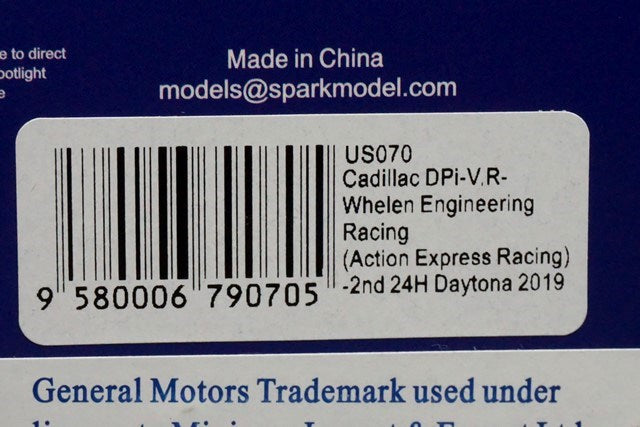 e to direct
potlight
e
Made in China
models@sparkmodel.com
US070
Cadillac DPi-V.R-
Whelen Engineering
Racing
(Action Express Racing)
-2nd 24H Daytona 2019
9 580006 790705
General Motors Trademark used under